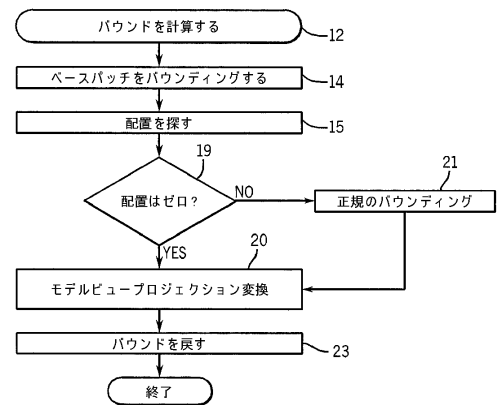 バウンドを計算する
12
ベースパッチをバウンディングする
14
配置を探す
15
19
配置はゼロ?
NO
21
正規のバウンディング
YES
20
モデルビュープロジェクション変換
バウンドを戻す
23
終了